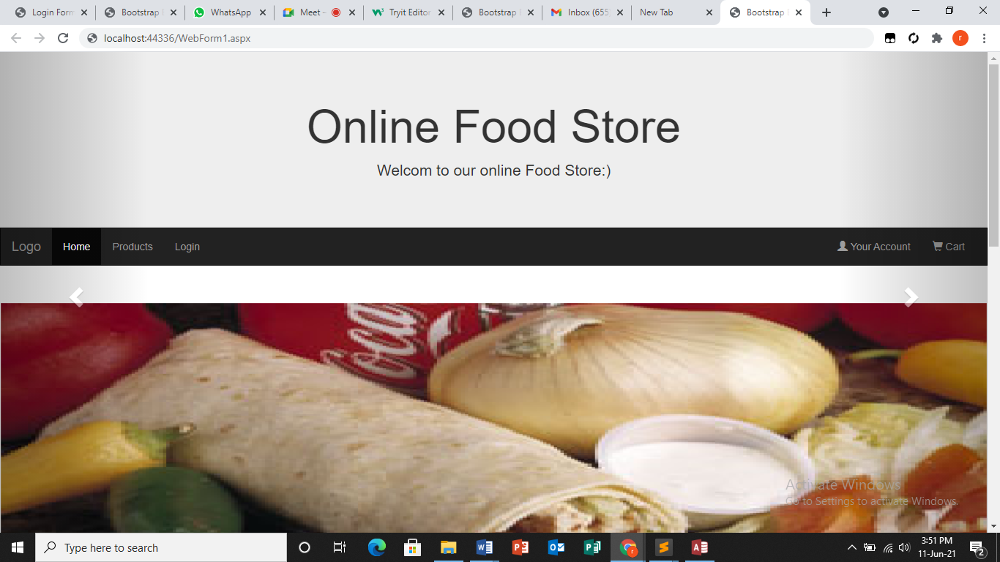 Login Form
Bootstrap
WhatsApp
Meet –
Tryit Editor
Bootstrap
Inbox (655
New Tab
Bootstrap
localhost:44336/WebForm1.aspx
r
Online Food Store
Welcom to our online Food Store:)
Logo
Home
Products
Login
Your Account
Cart
Activate Windows
Go to Settings to activate Windows.
Type here to search
3:51 PM
11-Jun-21
2